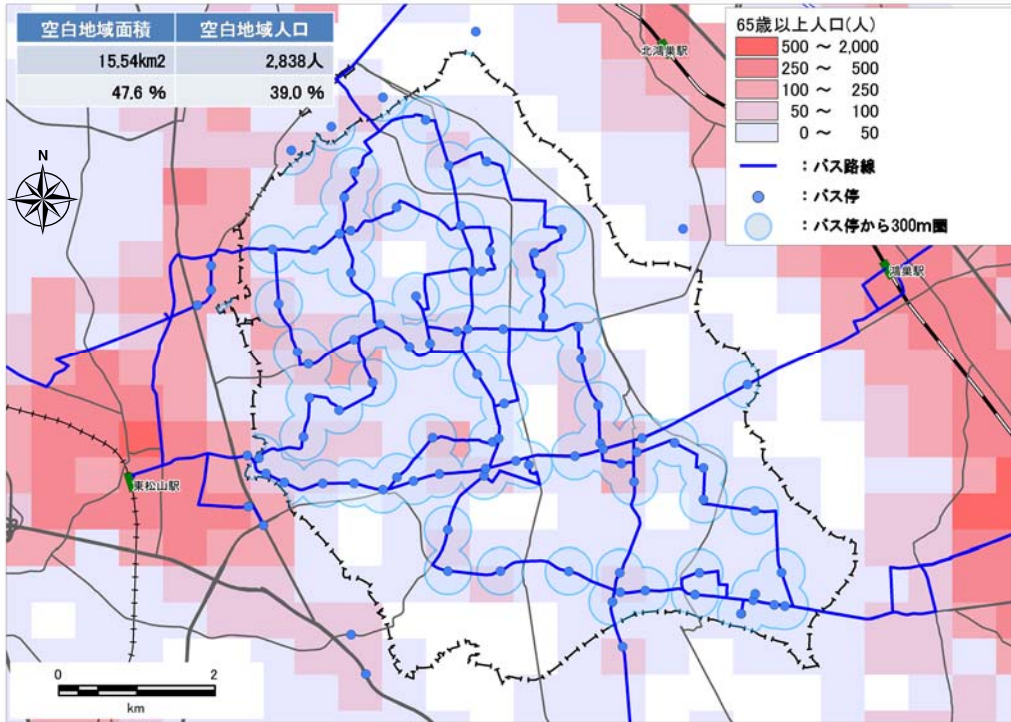 空白地域面積 空白地域人口
15.54km2 2,838人
47.6 % 39.0 %
65歳以上人口(人)
500 ～ 2,000
250 ～ 500
100 ～ 250
50 ～ 100
0 ～ 50
：バス路線
：バス停
：バス停から300m圏
北鴻巣駅
N
鴻巣駅
東松山駅
0 2
km